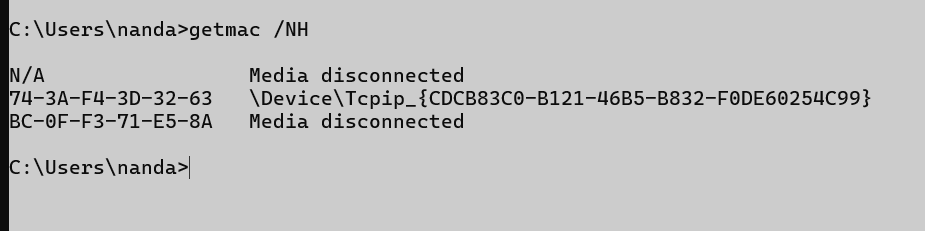 C:\Users\nanda>getmac /NH
N/A                 Media disconnected
74-3A-F4-3D-32-63   \Device\Tcpip_{CDCB83C0-B121-46B5-B832-F0DE60254C99}
BC-0F-F3-71-E5-8A   Media disconnected
C:\Users\nanda>